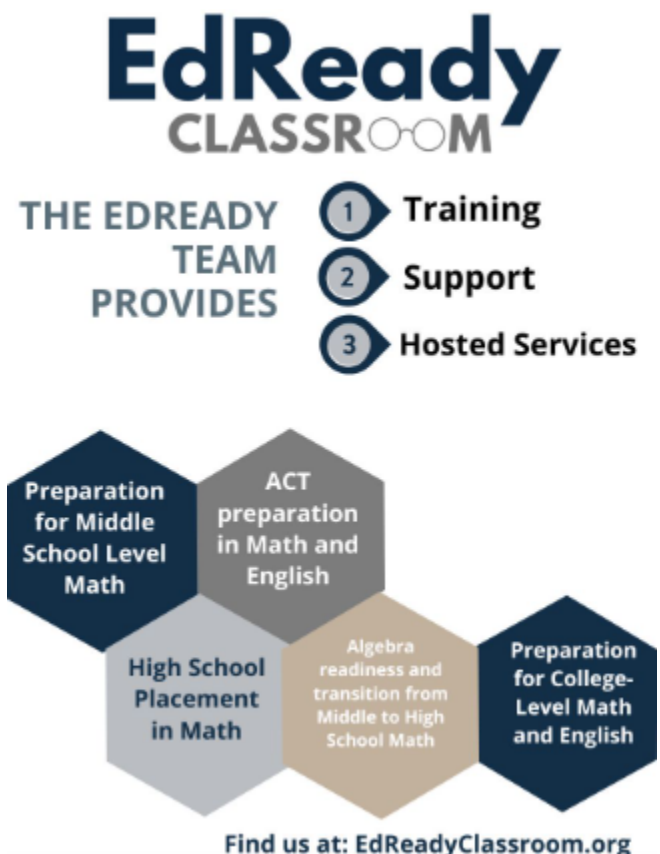 EdReady
CLASSROOM
THE EDREADY
TEAM
PROVIDES
1 Training
2 Support
3 Hosted Services
Preparation
for Middle
School Level
Math
ACT
preparation
in Math and
English
High School
Placement
in Math
Algebra
readiness and
transition from
Middle to High
School Math
Preparation
for College-
Level Math
and English
Find us at: EdReadyClassroom.org